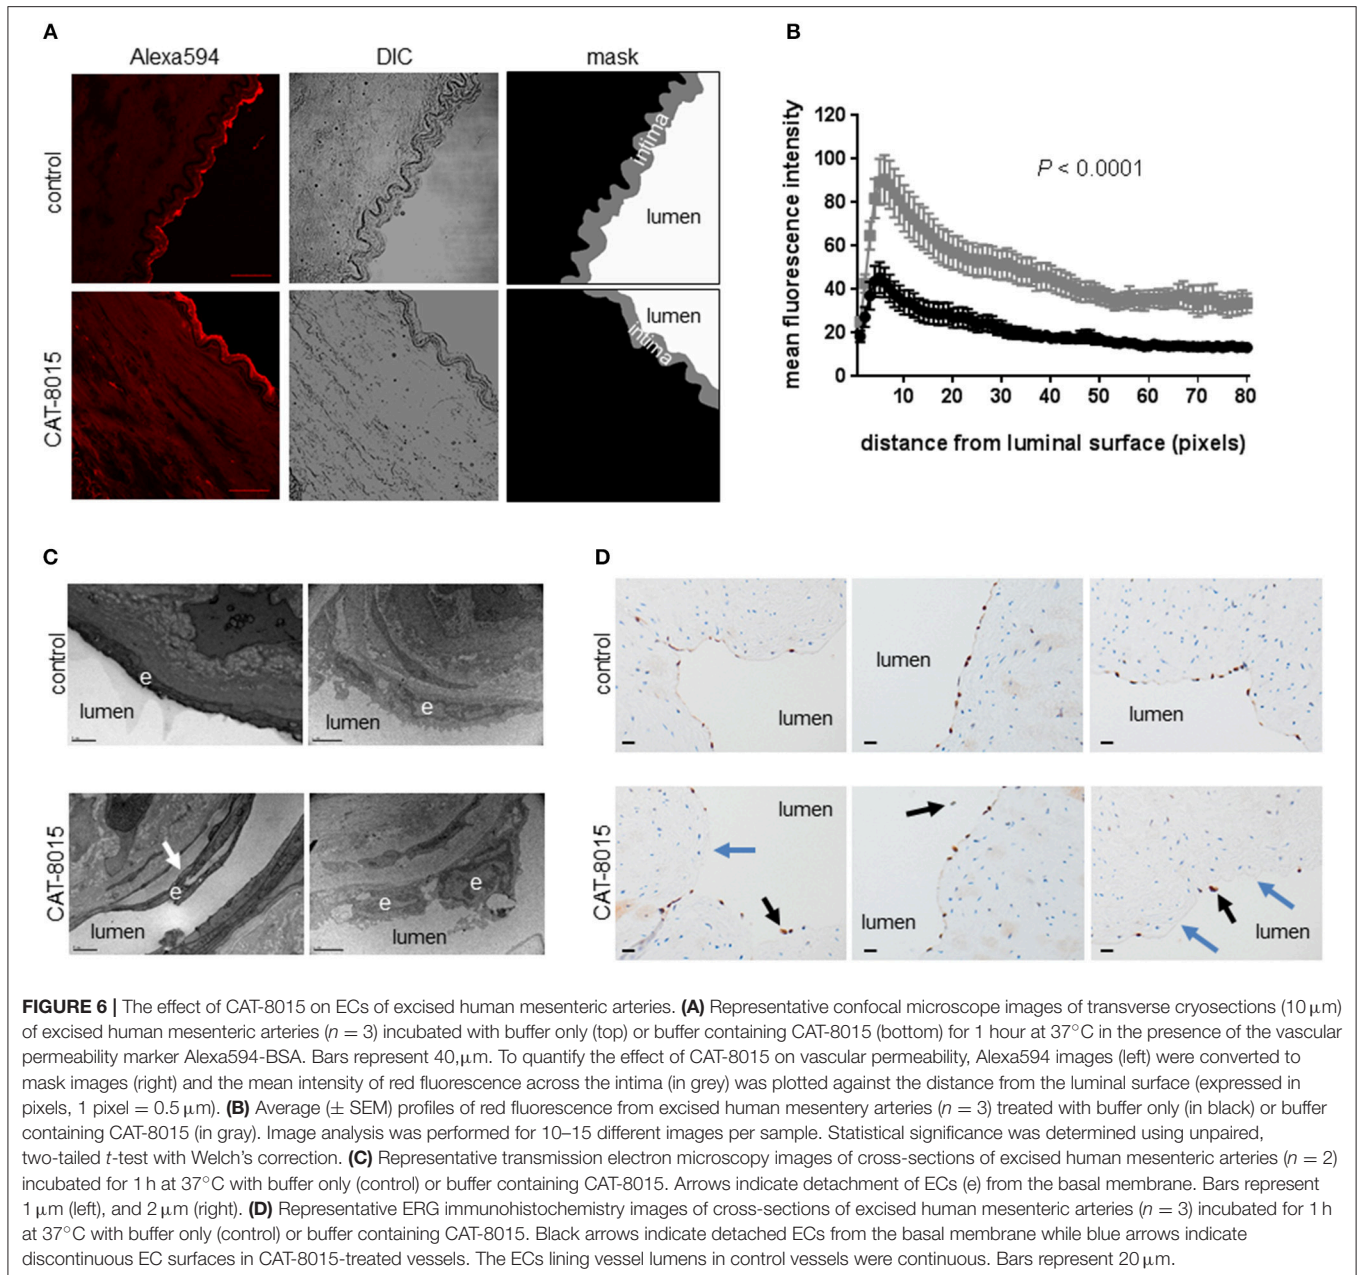 A
Alexa594
DIC
mask
control
intima
lumen
CAT-8015
lumen
intima
B
mean fluorescence intensity
120
100
80
60
40
20
0
P < 0.0001
10 20 30 40 50 60 70 80
distance from luminal surface (pixels)
C
control
e
lumen
e
lumen
CAT-8015
e
lumen
e
e
lumen
D
control
lumen
lumen
lumen
CAT-8015
lumen
lumen
lumen
FIGURE 6 | The effect of CAT-8015 on ECs of excised human mesenteric arteries. (A) Representative confocal microscope images of transverse cryosections (10 μm)
of excised human mesenteric arteries (n = 3) incubated with buffer only (top) or buffer containing CAT-8015 (bottom) for 1 hour at 37°C in the presence of the vascular
permeability marker Alexa594-BSA. Bars represent 40,μm. To quantify the effect of CAT-8015 on vascular permeability, Alexa594 images (left) were converted to
mask images (right) and the mean intensity of red fluorescence across the intima (in grey) was plotted against the distance from the luminal surface (expressed in
pixels, 1 pixel = 0.5 μm). (B) Average (± SEM) profiles of red fluorescence from excised human mesentery arteries (n = 3) treated with buffer only (in black) or buffer
containing CAT-8015 (in gray). Image analysis was performed for 10–15 different images per sample. Statistical significance was determined using unpaired,
two-tailed t-test with Welch's correction. (C) Representative transmission electron microscopy images of cross-sections of excised human mesenteric arteries (n = 2)
incubated for 1 h at 37°C with buffer only (control) or buffer containing CAT-8015. Arrows indicate detachment of ECs (e) from the basal membrane. Bars represent
1 μm (left), and 2 μm (right). (D) Representative ERG immunohistochemistry images of cross-sections of excised human mesenteric arteries (n = 3) incubated for 1 h
at 37°C with buffer only (control) or buffer containing CAT-8015. Black arrows indicate detached ECs from the basal membrane while blue arrows indicate
discontinuous EC surfaces in CAT-8015-treated vessels. The ECs lining vessel lumens in control vessels were continuous. Bars represent 20 μm.